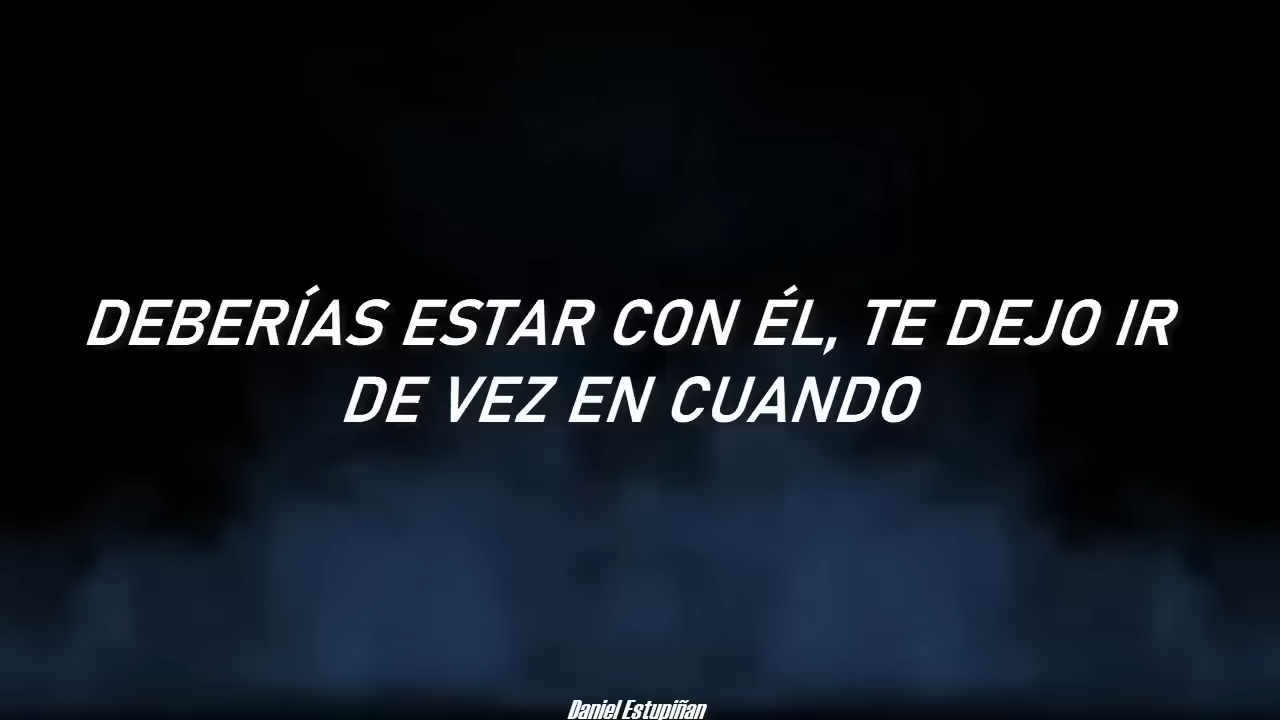 DEBERÍAS ESTAR CON ÉL, TE DEJO IR
DE VEZ EN CUANDO
Daniel Estupiñan